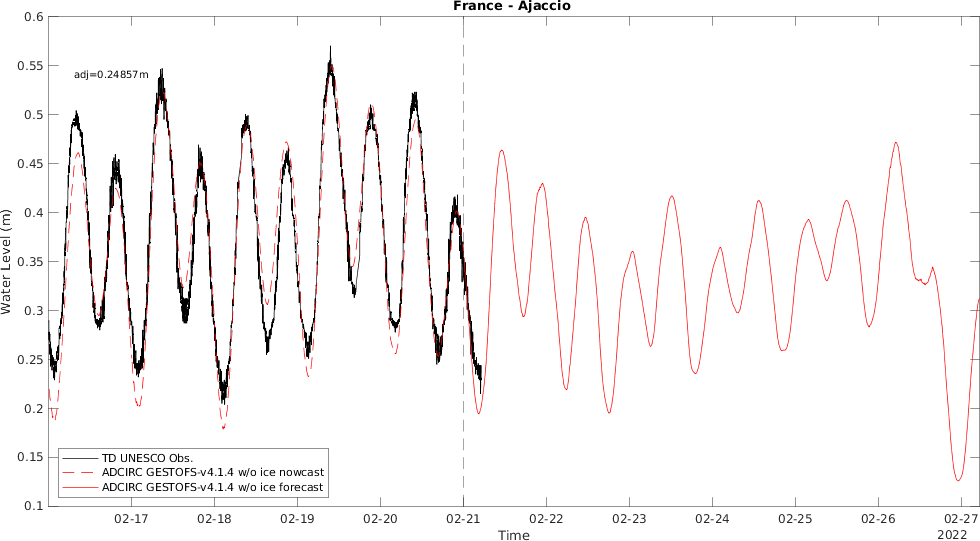 France - Ajaccio
0.6
0.55
0.5
0.45
0.4
0.35
0.3
0.25
0.2
0.15
0.1
Water Level (m)
adj=0.24857m
TD UNESCO Obs.
ADCIRC GESTOFS-v4.1.4 w/o ice nowcast
ADCIRC GESTOFS-v4.1.4 w/o ice forecast
02-17 02-18 02-19 02-20 02-21 02-22 02-23 02-24 02-25 02-26 02-27
Time
2022